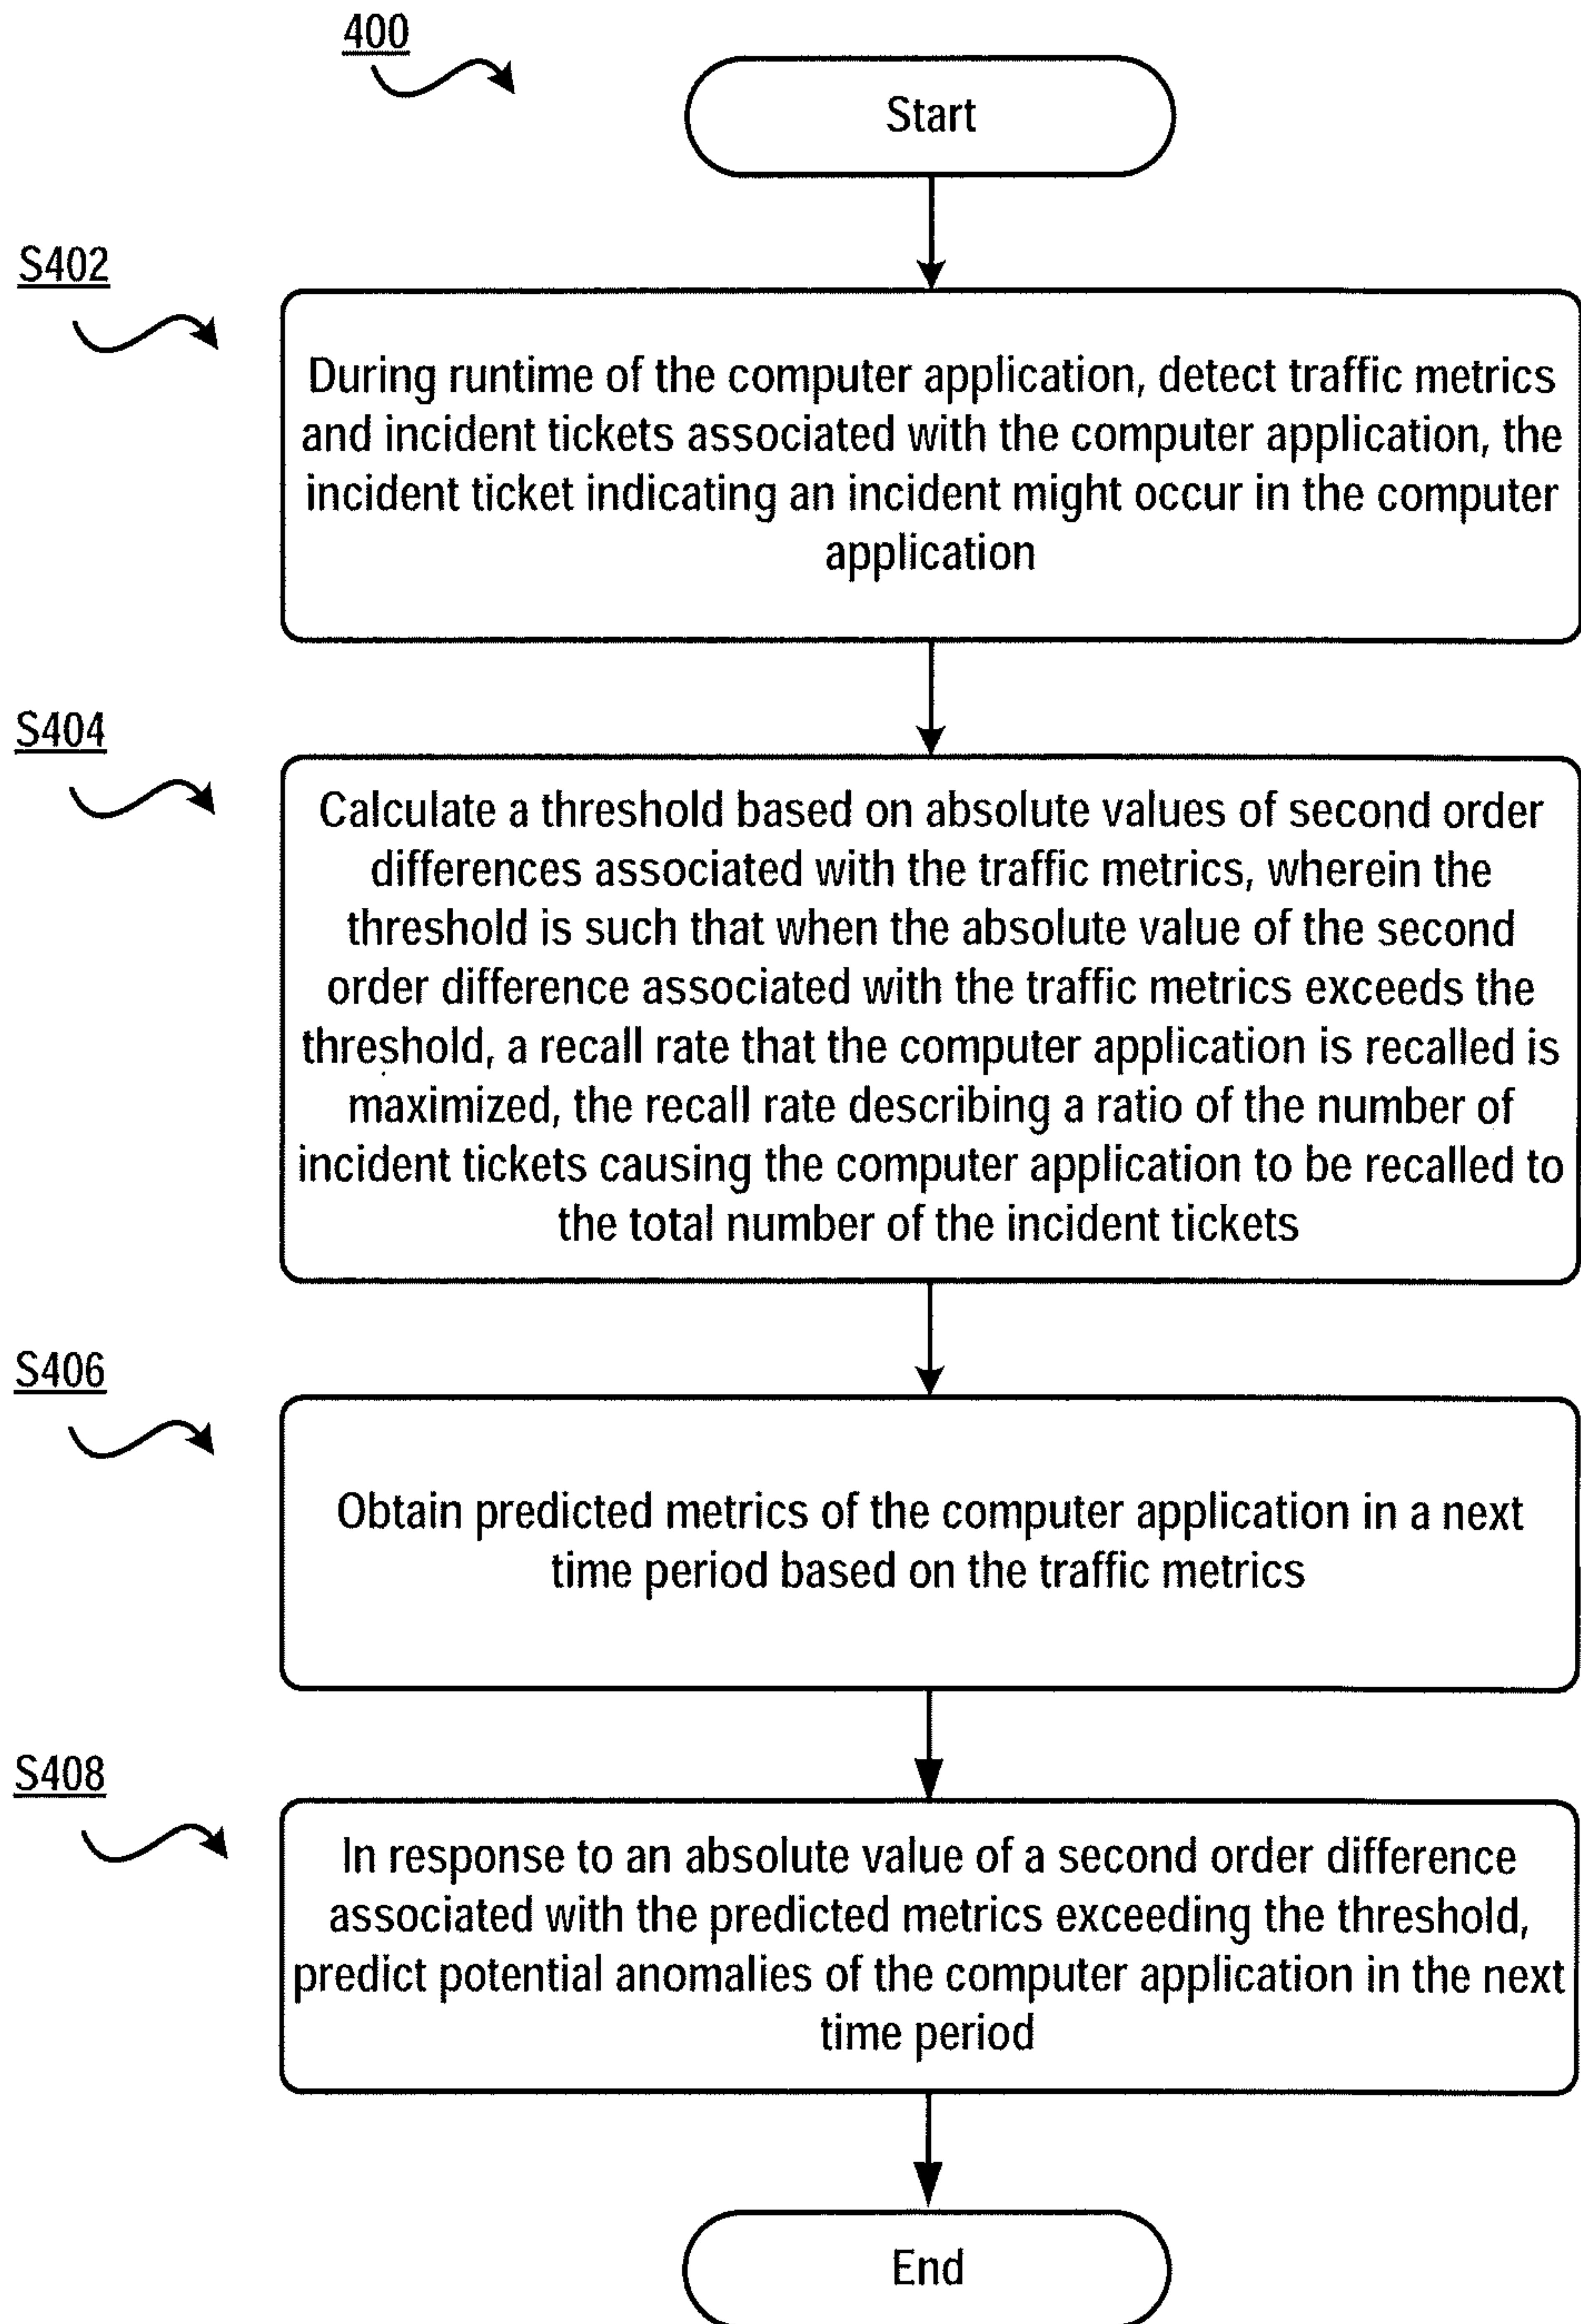 400
Start
S402
During runtime of the computer application, detect traffic metrics
and incident tickets associated with the computer application, the
incident ticket indicating an incident might occur in the computer
application
S404
Calculate a threshold based on absolute values of second order
differences associated with the traffic metrics, wherein the
threshold is such that when the absolute value of the second
order difference associated with the traffic metrics exceeds the
threshold, a recall rate that the computer application is recalled is
maximized, the recall rate describing a ratio of the number of
incident tickets causing the computer application to be recalled to
the total number of the incident tickets
S406
Obtain predicted metrics of the computer application in a next
time period based on the traffic metrics
S408
In response to an absolute value of a second order difference
associated with the predicted metrics exceeding the threshold,
predict potential anomalies of the computer application in the next
time period
End